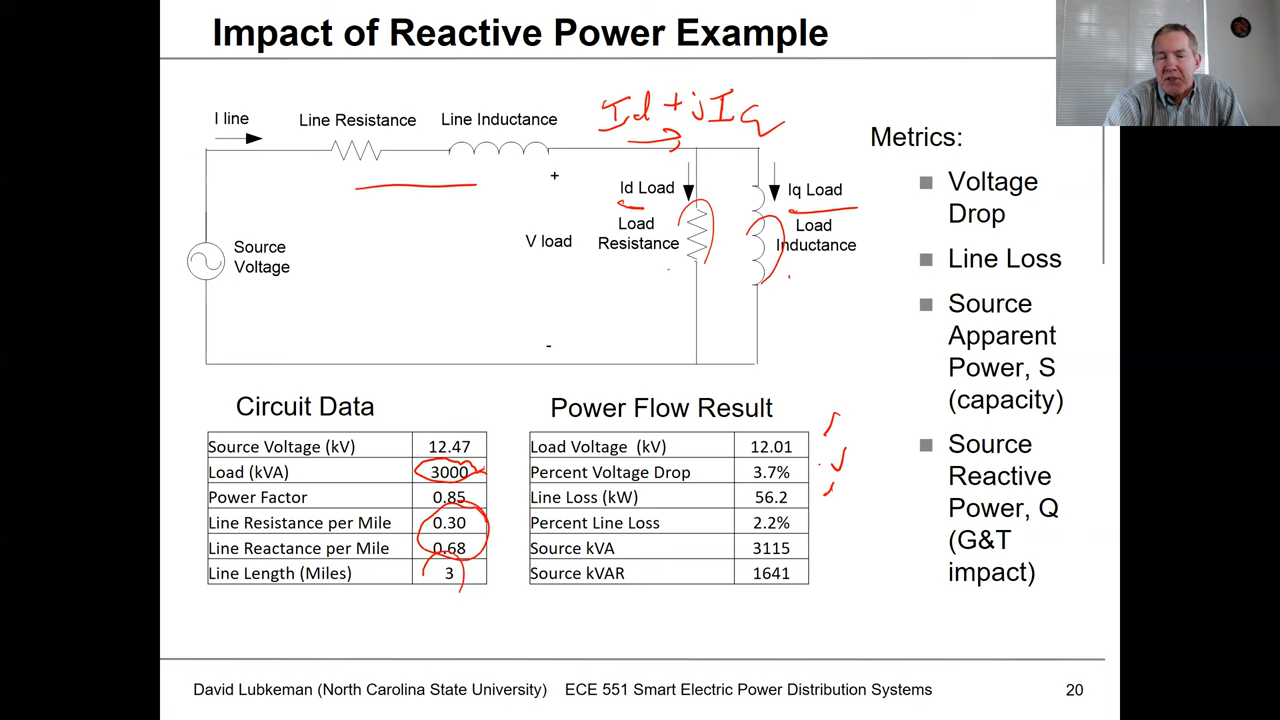 Impact of Reactive Power Example
Id + jIq
I line
Line Resistance
Line Inductance
+
Id Load
Iq Load
Load
Resistance
Load
Inductance
V load
Source
Voltage
-
Metrics:
Voltage
Drop
Line Loss
Source
Apparent
Power, S
(capacity)
Source
Reactive
Power, Q
(G&T
impact)
Circuit Data
Source Voltage (kV) 12.47
Load (kVA) 3000
Power Factor 0.85
Line Resistance per Mile 0.30
Line Reactance per Mile 0.68
Line Length (Miles) 3
Power Flow Result
Load Voltage (kV) 12.01
Percent Voltage Drop 3.7%
Line Loss (kW) 56.2
Percent Line Loss 2.2%
Source kVA 3115
Source kVAR 1641
David Lubkeman (North Carolina State University) ECE 551 Smart Electric Power Distribution Systems 20